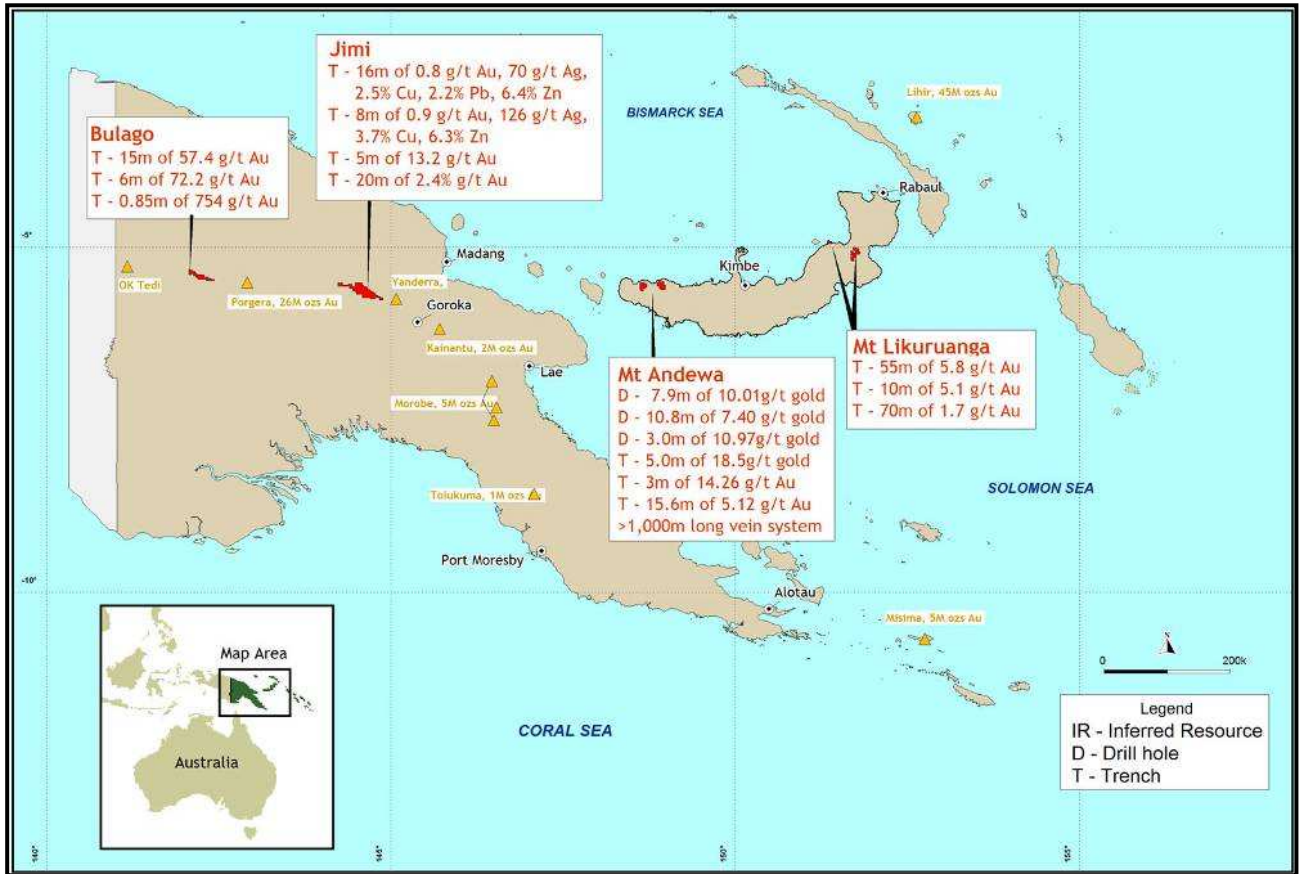 Jimi
T - 16m of 0.8 g/t Au, 70 g/t Ag,
2.5% Cu, 2.2% Pb, 6.4% Zn
T - 8m of 0.9 g/t Au, 126 g/t Ag,
3.7% Cu, 6.3% Zn
T - 5m of 13.2 g/t Au
T - 20m of 2.4% g/t Au
Bulago
T - 15m of 57.4 g/t Au
T - 6m of 72.2 g/t Au
T - 0.85m of 754 g/t Au
BISMARCK SEA
Lihir, 45M ozs Au
Rabaul
-5°
Madang
Kimbe
OK Tedi
Porgera, 26M ozs Au
Yanderra,
Goroka
Kainantu, 2M ozs Au
Lae
Morobe, 5M ozs Au
Mt Likuruanga
T - 55m of 5.8 g/t Au
T - 10m of 5.1 g/t Au
T - 70m of 1.7 g/t Au
Mt Andewa
D - 7.9m of 10.01g/t gold
D - 10.8m of 7.40 g/t gold
D - 3.0m of 10.97g/t gold
T - 5.0m of 18.5g/t gold
T - 3m of 14.26 g/t Au
T - 15.6m of 5.12 g/t Au
>1,000m long vein system
SOLOMON SEA
Tolukuma, 1M ozs
Port Moresby
-10°
Alotau
Misima, 5M ozs Au
Map Area
Australia
CORAL SEA
N
0 200k
Legend
IR - Inferred Resource
D - Drill hole
T - Trench
140°
145°
150°
155°